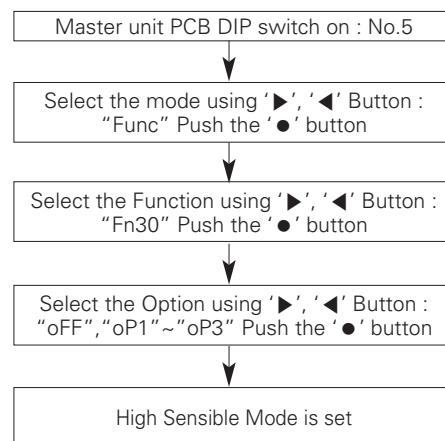 Master unit PCB DIP switch on : No.5
Select the mode using ‘▶’, ‘◀’ Button :
“Func” Push the ‘●’ button
Select the Function using ‘▶’, ‘◀’ Button :
“Fn30” Push the ‘●’ button
Select the Option using ‘▶’, ‘◀’ Button :
“oFF”,“oP1”~“oP3” Push the ‘●’ button
High Sensible Mode is set